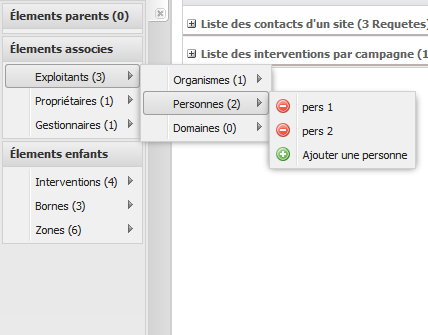 Élements parents (0)
Élements associes
Exploitants (3)
Propriétaires (1)
Gestionnaires (1)
Élements enfants
Interventions (4)
Bornes (3)
Zones (6)
Organismes (1)
Personnes (2)
Domaines (0)
pers 1
pers 2
Ajouter une personne
Liste des contacts d'un site (3 Requetes)
Liste des interventions par campagne (1